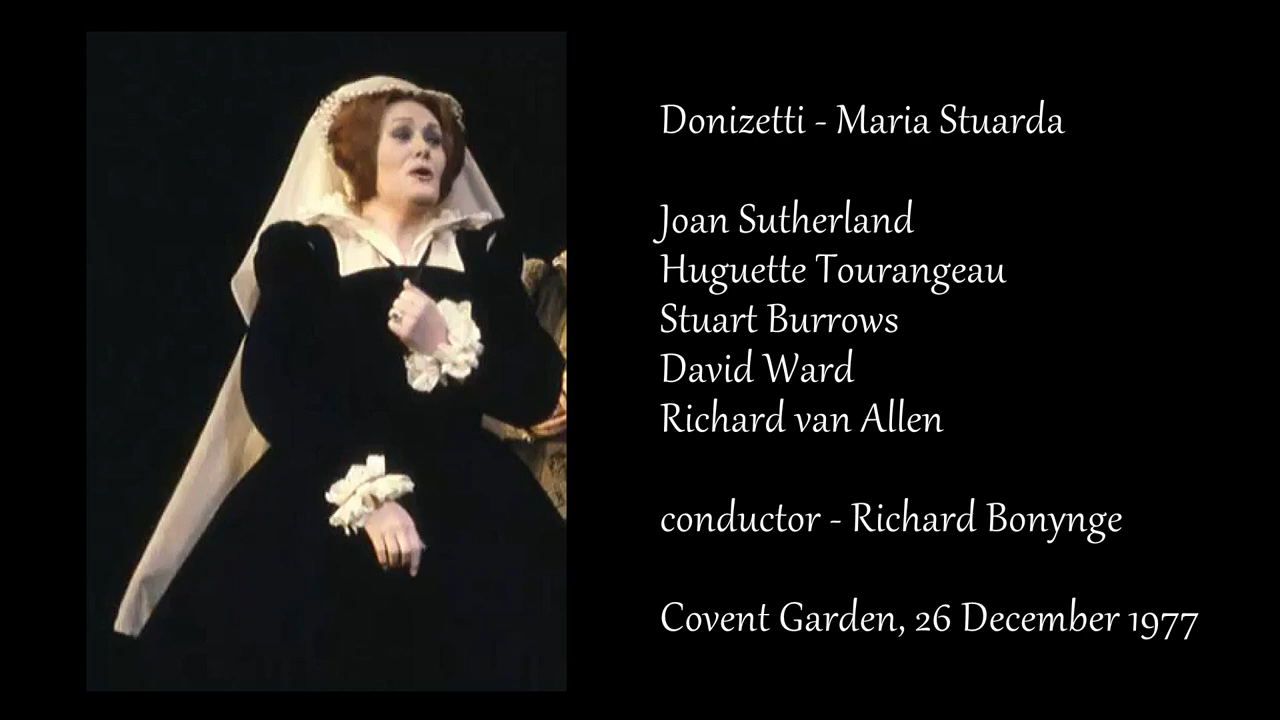 Donizetti - Maria Stuarda
Joan Sutherland
Huguette Tourangeau
Stuart Burrows
David Ward
Richard van Allen
conductor - Richard Bonynge
Covent Garden, 26 December 1977